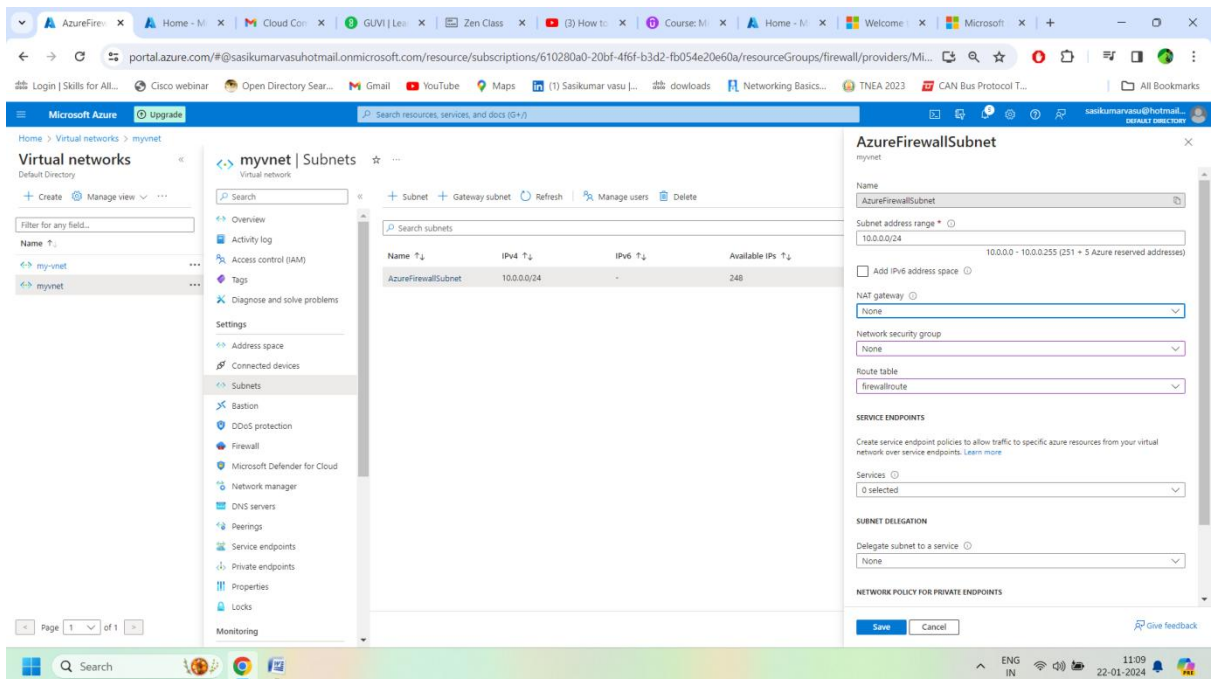 AzureFirew
Home - M
Cloud Con
GUVI | Lea
Zen Class
(3) How to
Course: M
Home - M
Welcome
Microsoft
portal.azure.com/#@sasikumarvasuhotmail.onmicrosoft.com/resource/subscriptions/610280a0-20bf-4f6f-b3d2-fb054e20e60a/resourceGroups/firewall/providers/Mi...
Login | Skills for All...
Cisco webinar
Open Directory Sear...
Gmail
YouTube
Maps
(1) Sasikumar vasu |...
dowloads
Networking Basics...
TNEA 2023
CAN Bus Protocol T...
All Bookmarks
Microsoft Azure
Upgrade
Search resources, services, and docs (G+/)
sasikumarvasu@hotmail...
DEFAULT DIRECTORY
Home > Virtual networks > myvnet
Virtual networks
Default Directory
+ Create
Manage view
Filter for any field...
Name ↑↓
my-vnet
myvnet
Page 1 of 1
myvnet | Subnets
Virtual network
Search
Overview
Activity log
Access control (IAM)
Tags
Diagnose and solve problems
Settings
Address space
Connected devices
Subnets
Bastion
DDoS protection
Firewall
Microsoft Defender for Cloud
Network manager
DNS servers
Peerings
Service endpoints
Private endpoints
Properties
Locks
Monitoring
+ Subnet + Gateway subnet Refresh Manage users Delete
Search subnets
Name ↑↓ IPv4 ↑↓ IPv6 ↑↓ Available IPs ↑↓
AzureFirewallSubnet 10.0.0.0/24 - 248
AzureFirewallSubnet
myvnet
Name
AzureFirewallSubnet
Subnet address range *
10.0.0.0/24
10.0.0.0 - 10.0.0.255 (251 + 5 Azure reserved addresses)
Add IPv6 address space
NAT gateway
None
Network security group
None
Route table
firewallroute
SERVICE ENDPOINTS
Create service endpoint policies to allow traffic to specific azure resources from your virtual
network over service endpoints. Learn more
Services
0 selected
SUBNET DELEGATION
Delegate subnet to a service
None
NETWORK POLICY FOR PRIVATE ENDPOINTS
Save
Cancel
Give feedback
Search
ENG
IN
11:09
22-01-2024
PRE